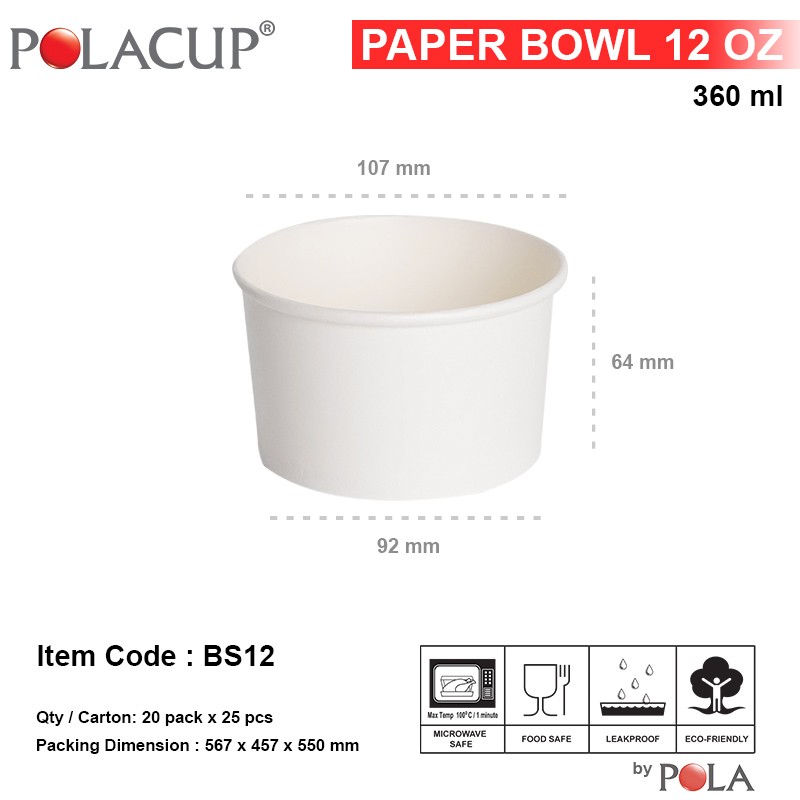 POLACUP®
PAPER BOWL 12 OZ
360 ml
107 mm
64 mm
92 mm
Item Code : BS12
Qty / Carton: 20 pack x 25 pcs
Packing Dimension : 567 x 457 x 550 mm
Max Temp 100°C / 1 minute
MICROWAVE
SAFE
FOOD SAFE
LEAKPROOF
ECO-FRIENDLY
by POLA